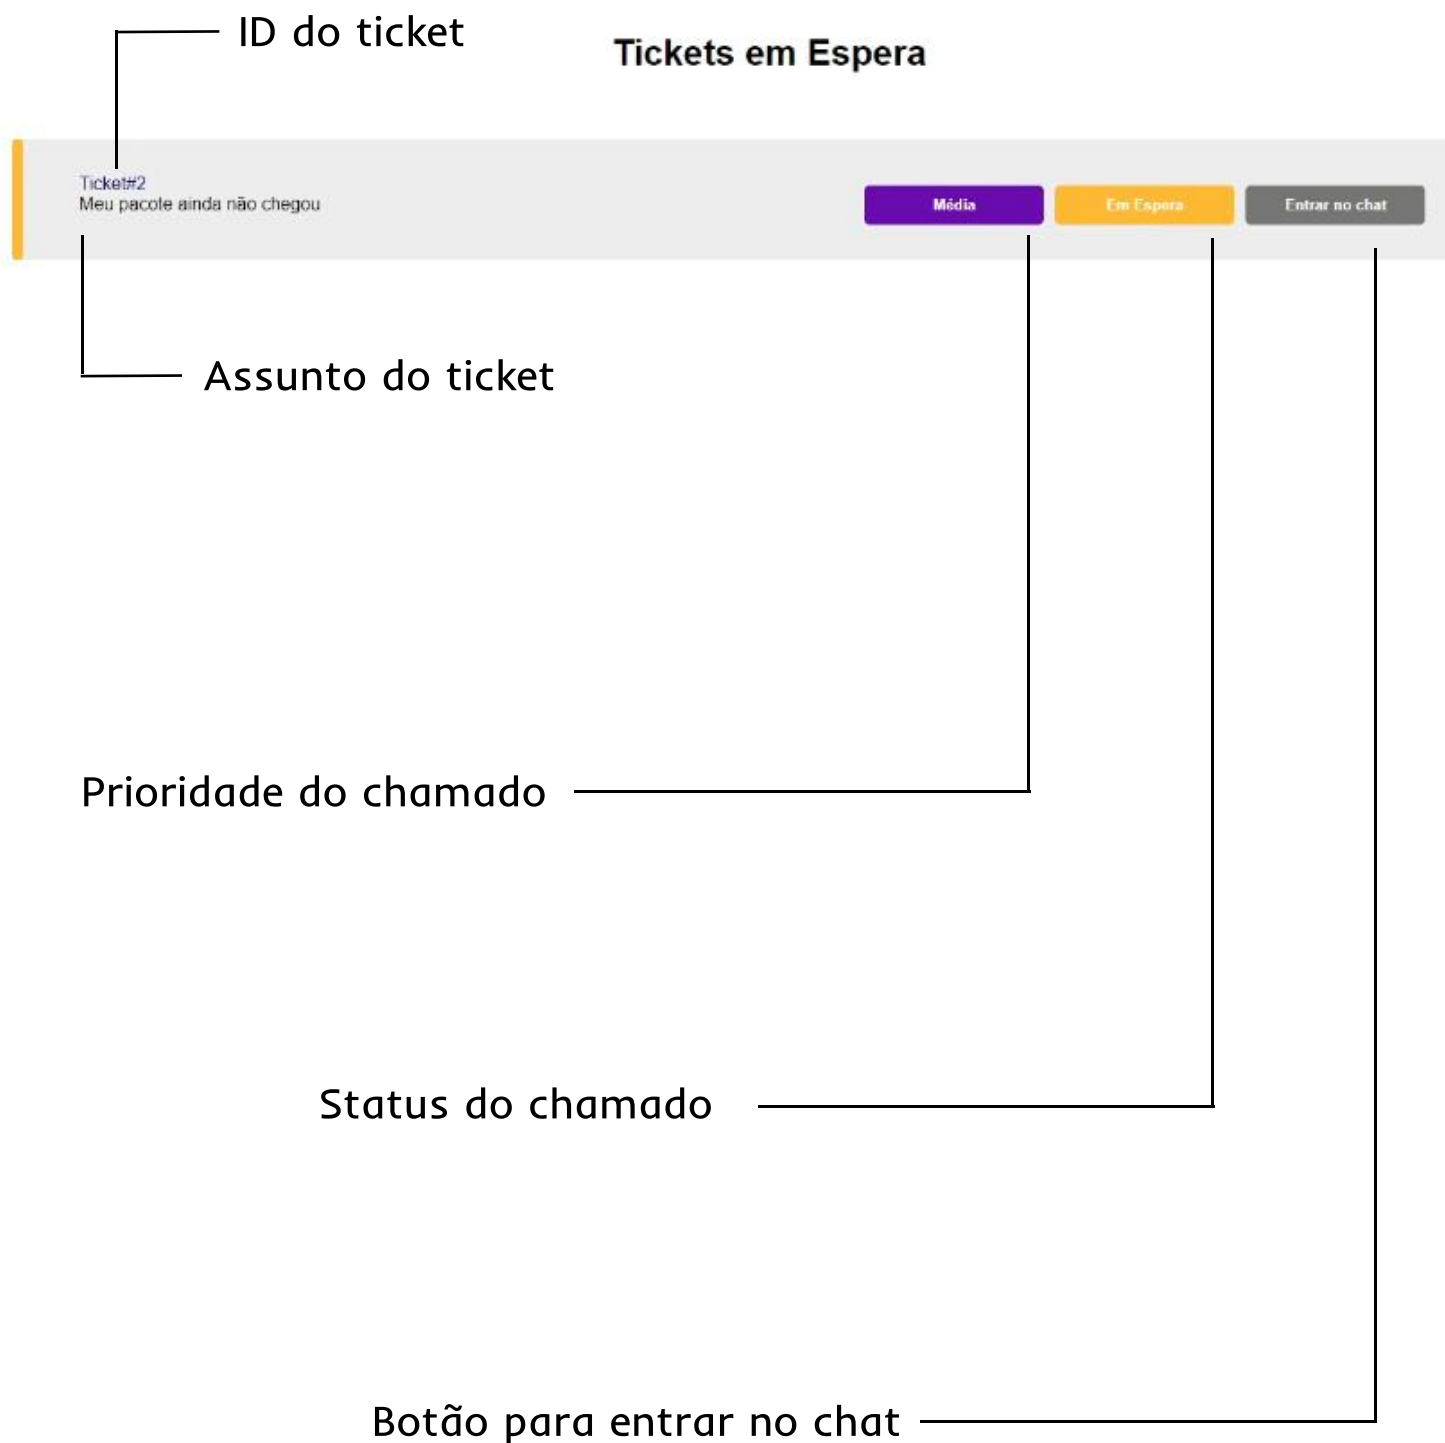 ID do ticket
Tickets em Espera
Ticket#2
Meu pacote ainda não chegou
Média
Em Espera
Entrar no chat
Assunto do ticket
Prioridade do chamado
Status do chamado
Botão para entrar no chat